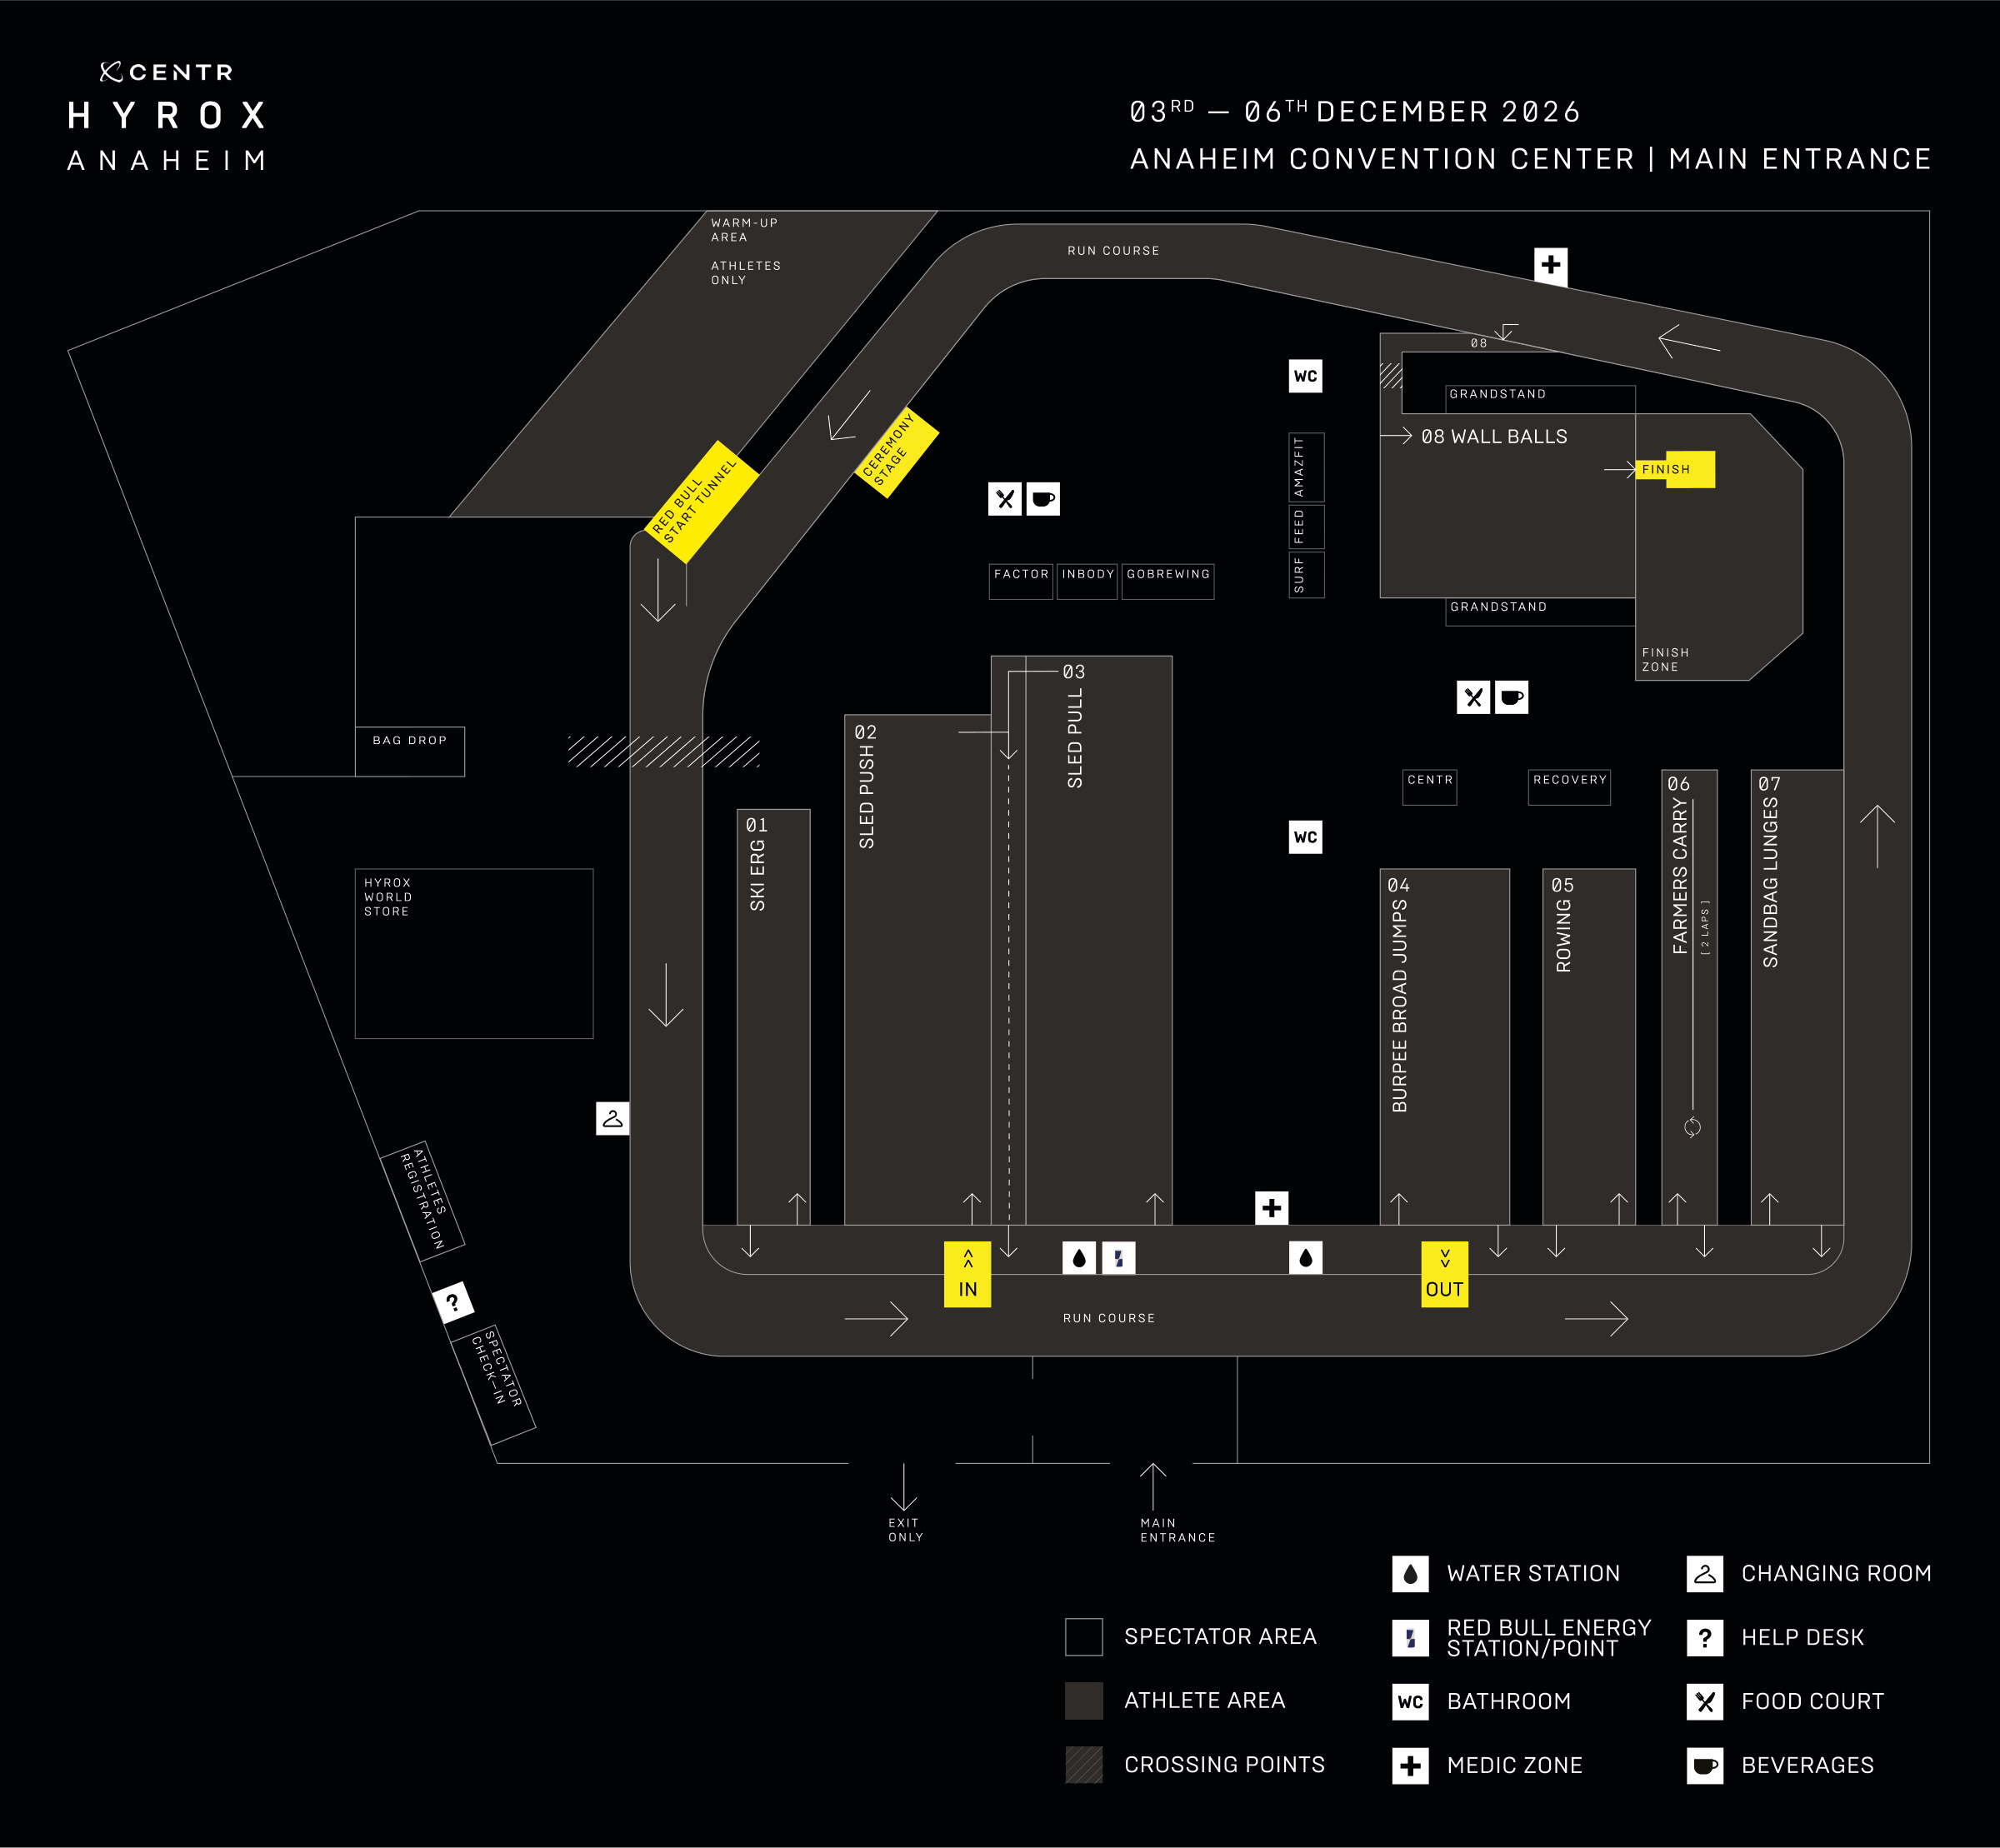 CENTR
HYROX
ANAHEIM
03RD — 06TH DECEMBER 2026
ANAHEIM CONVENTION CENTER | MAIN ENTRANCE
WARM-UP
AREA
ATHLETES
ONLY
RUN COURSE
08
WC
GRANDSTAND
CEREMONY
STAGE
AMAZFIT
08 WALL BALLS
RED BULL
START TUNNEL
FINISH
FEED
SURF
FACTOR
INBODY
GOBREWING
GRANDSTAND
FINISH
ZONE
03
SLED PULL
02
SLED PUSH
BAG DROP
CENTR
RECOVERY
06
FARMERS CARRY
[ 2 LAPS ]
07
SANDBAG LUNGES
01
SKI ERG
WC
HYROX
WORLD
STORE
04
BURPEE BROAD JUMPS
05
ROWING
ATHLETES
REGISTRATION
IN
OUT
?
RUN COURSE
SPECTATOR
CHECK-IN
EXIT
ONLY
MAIN
ENTRANCE
SPECTATOR AREA
ATHLETE AREA
CROSSING POINTS
WATER STATION
RED BULL ENERGY
STATION/POINT
WC BATHROOM
MEDIC ZONE
CHANGING ROOM
? HELP DESK
FOOD COURT
BEVERAGES